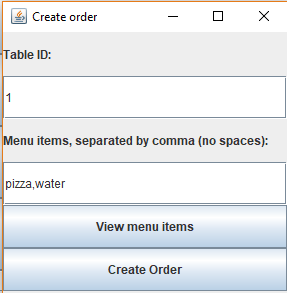 Create order
Table ID:
1
Menu items, separated by comma (no spaces):
pizza,water
View menu items
Create Order